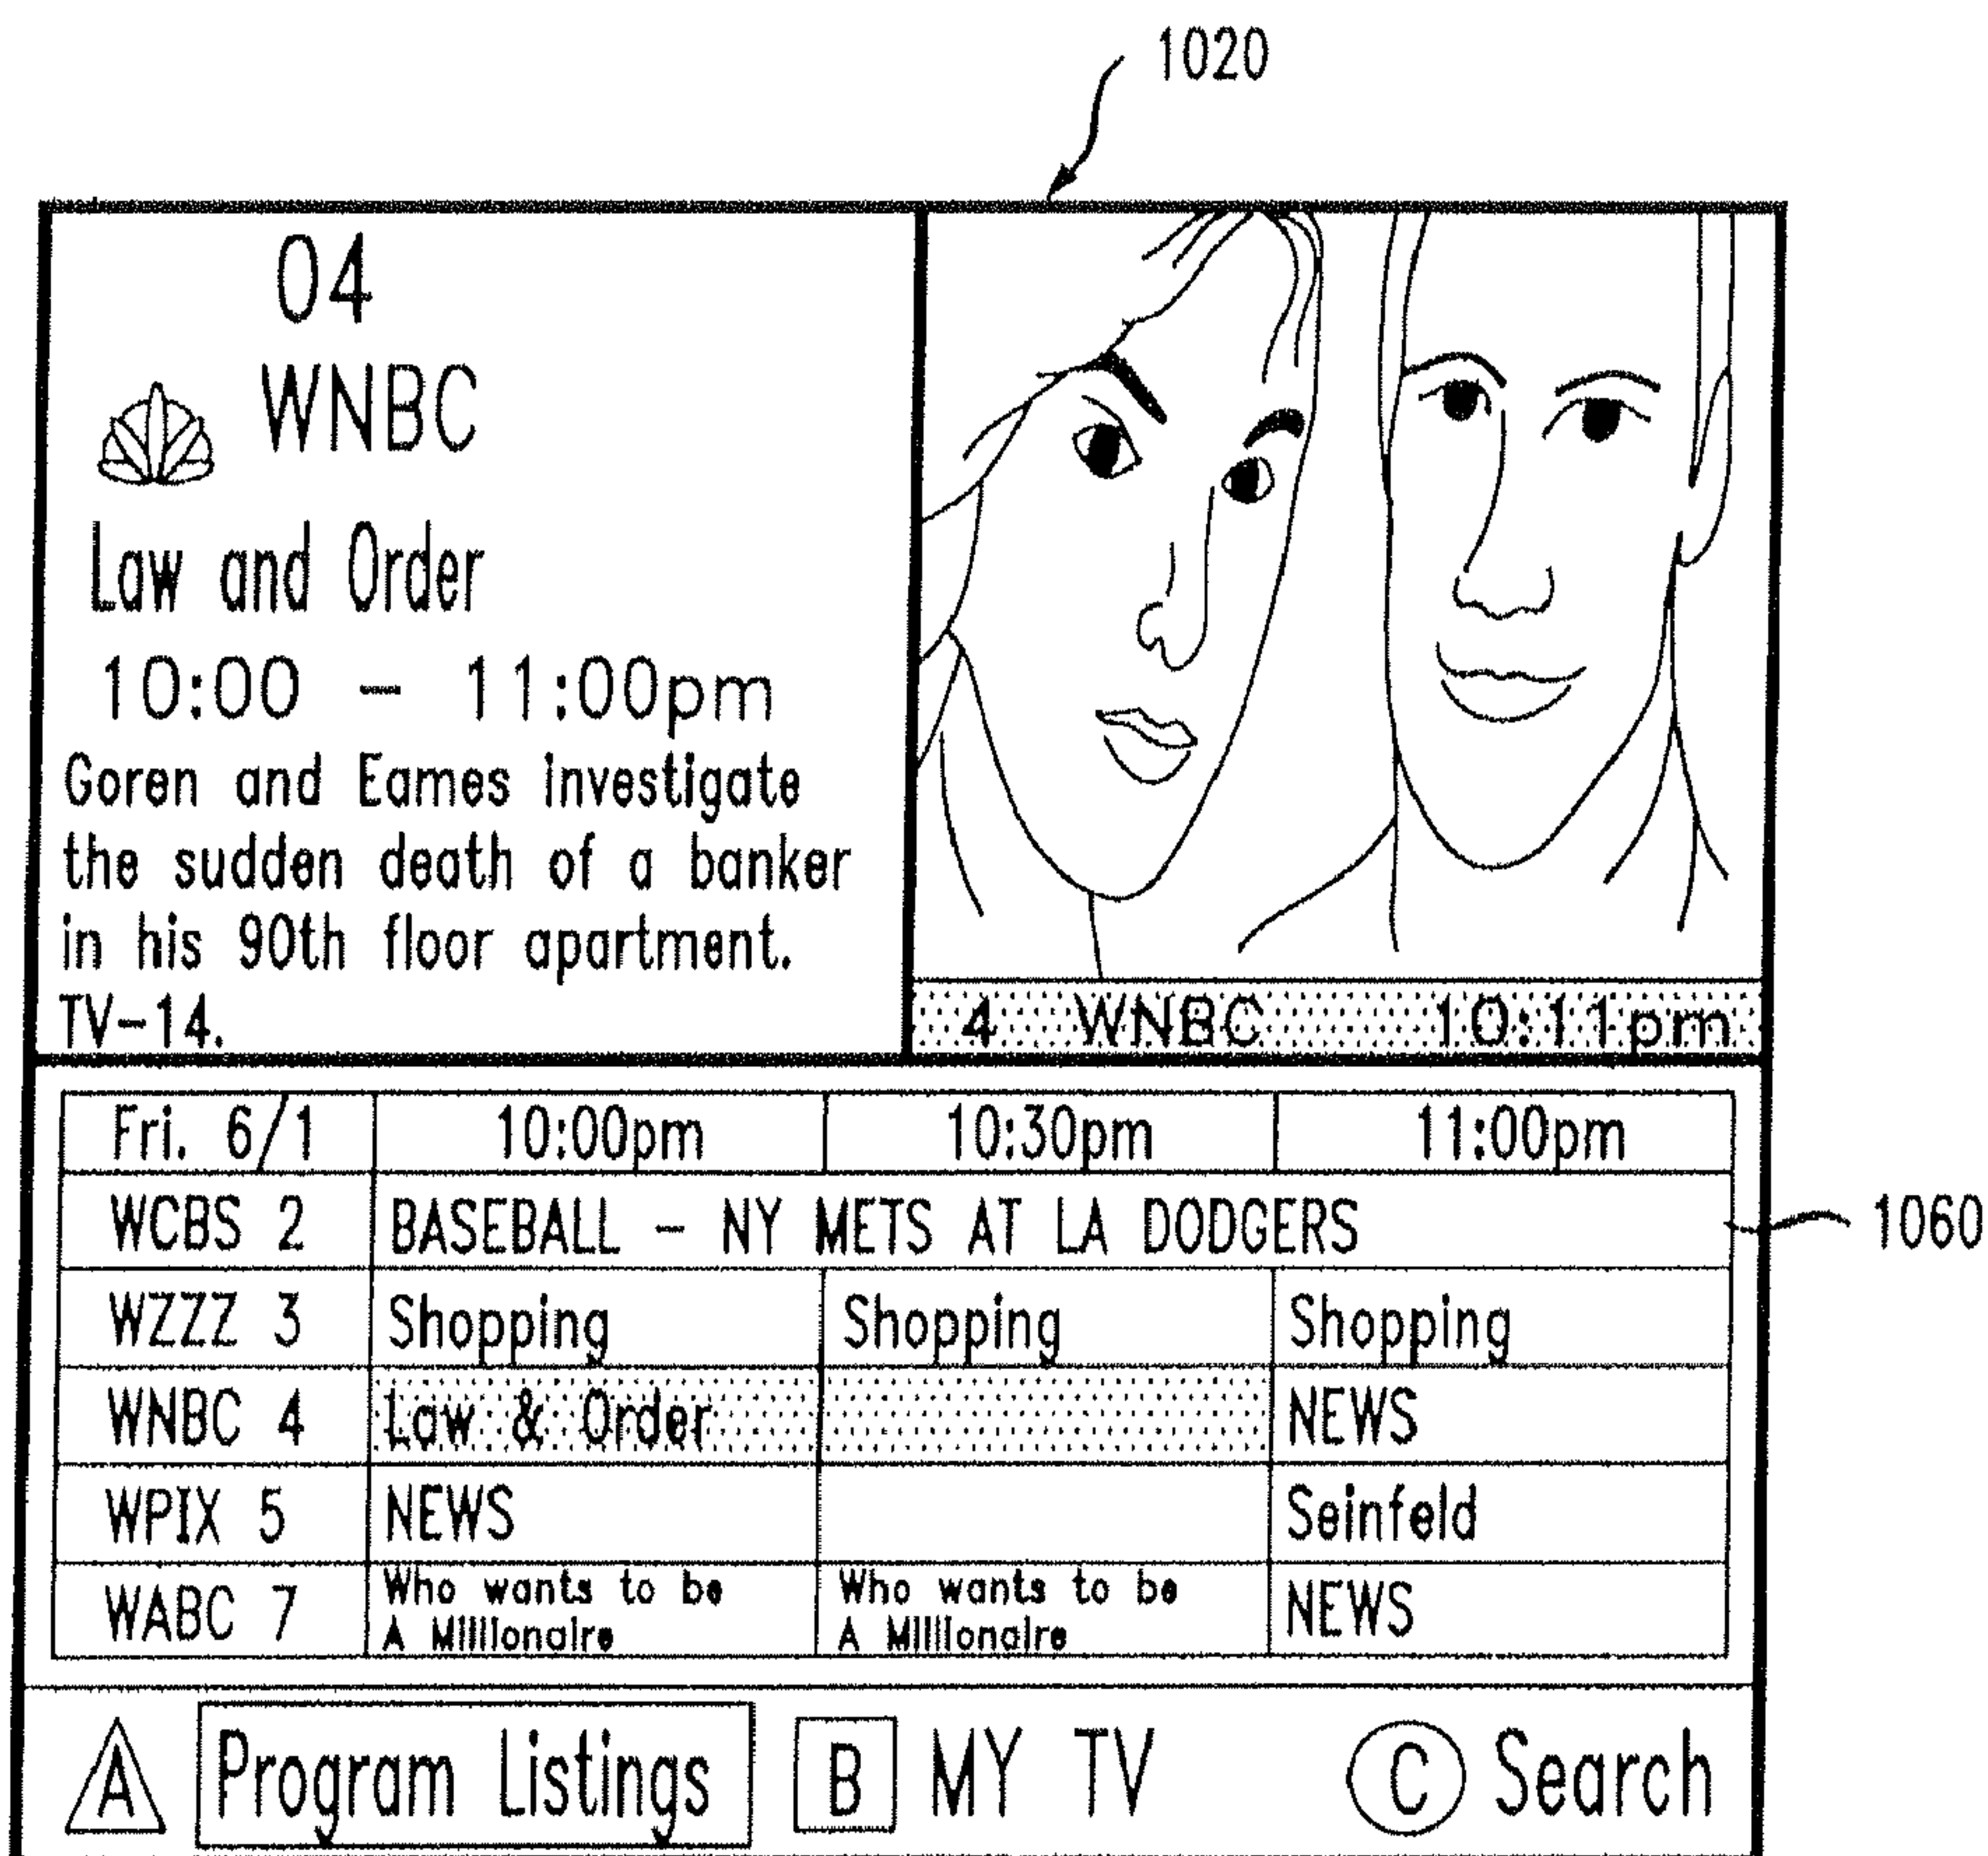 1020
04
WNBC
Law and Order
10:00 - 11:00pm
Goren and Eames investigate
the sudden death of a banker
in his 90th floor apartment.
TV-14.
4 WNBC 10:11pm
Fri. 6/1 10:00pm 10:30pm 11:00pm
WCBS 2 BASEBALL - NY METS AT LA DODGERS
1060
WZZZ 3 Shopping Shopping Shopping
WNBC 4 Law & Order NEWS
WPIX 5 NEWS Seinfeld
WABC 7 Who wants to be A Millionaire Who wants to be A Millionaire NEWS
A Program Listings B MY TV C Search